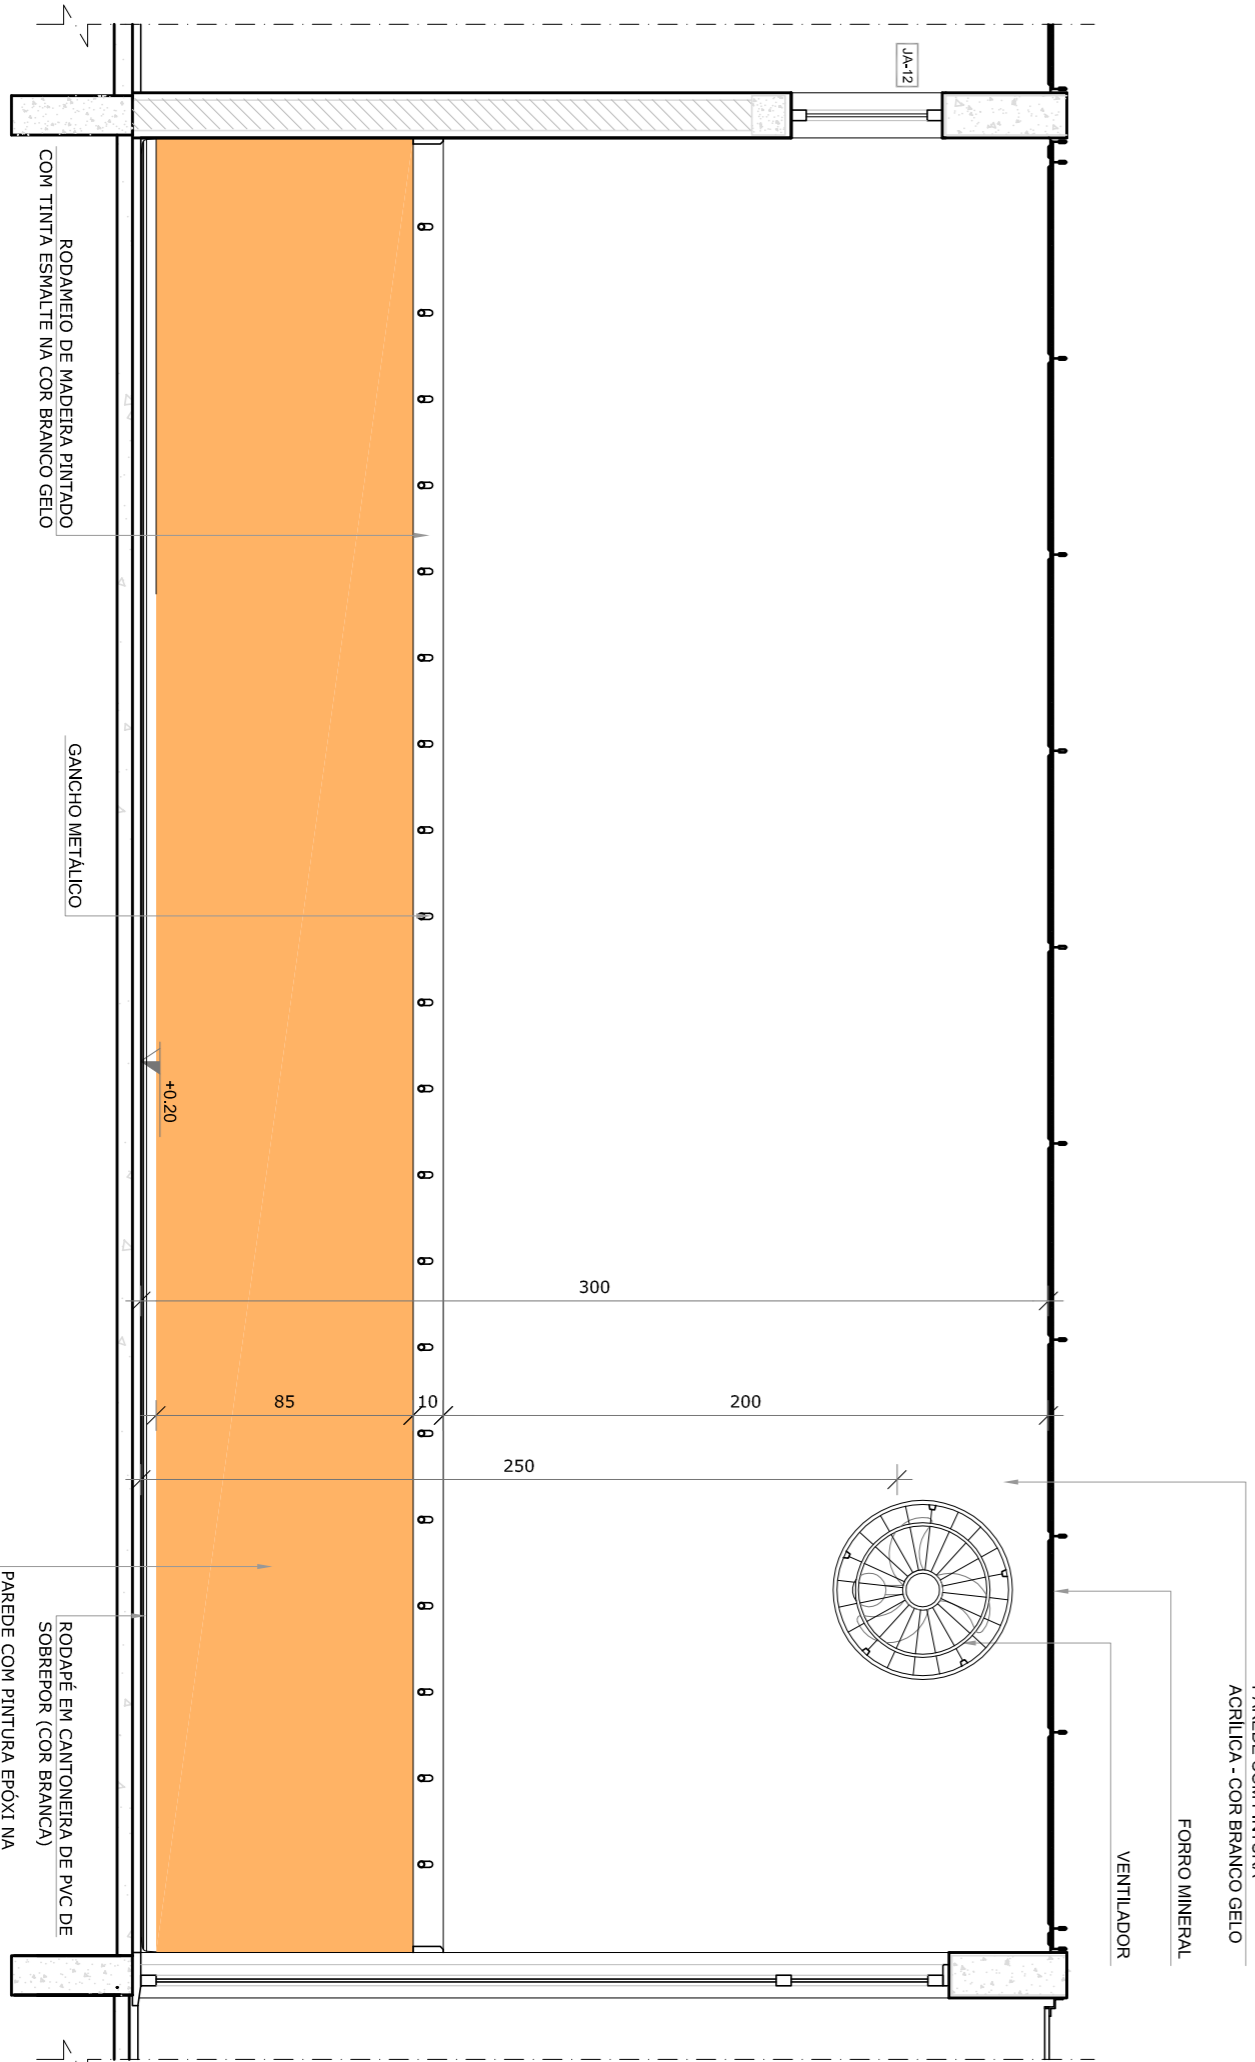 JA-12
RODAMEIO DE MADEIRA PINTADO
COM TINTA ESMALTE NA COR BRANCO GELO
GANCHO METÁLICO
+0.20
300
85
10
200
250
ACRÍLICA - COR BRANCO GELO
FORRO MINERAL
VENTILADOR
RODAPÉ EM CANTONEIRA DE PVC DE
SOBREPOR (COR BRANCA)
PAREDE COM PINTURA EPÓXI NA